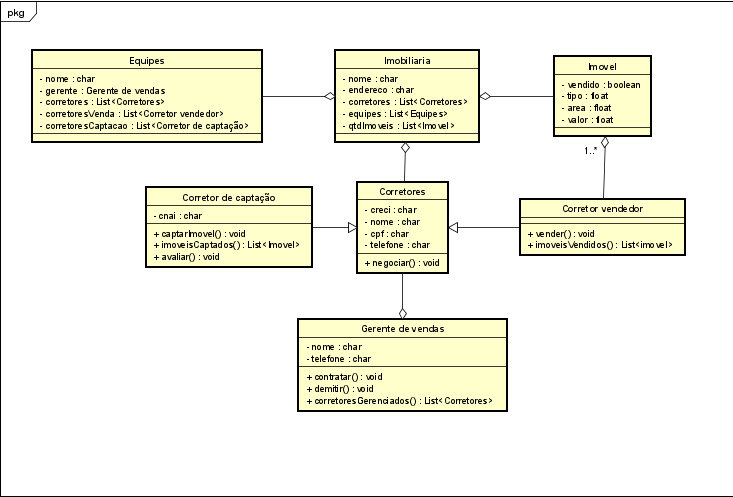 pkg
Equipes
- nome : char
- gerente : Gerente de vendas
- corretores : List<Corretores>
- corretoresVenda : List<Corretor vendedor>
- corretoresCaptacao : List<Corretor de captação>
Imobiliaria
- nome : char
- endereco : char
- corretores : List<Corretores>
- equipes : List<Equipes>
- qtdImoveis : List<Imovel>
Imovel
- vendido : boolean
- tipo : float
- area : float
- valor : float
1..*
Corretor de captação
- cnai : char
+ captarImovel() : void
+ imoveisCaptados() : List<Imovel>
+ avaliar() : void
Corretores
- creci : char
- nome : char
- cpf : char
- telefone : char
+ negociar() : void
Corretor vendedor
+ vender() : void
+ imoveisVendidos() : List<imovel>
Gerente de vendas
- nome : char
- telefone : char
+ contratar() : void
+ demitir() : void
+ corretoresGerenciados() : List<Corretores>